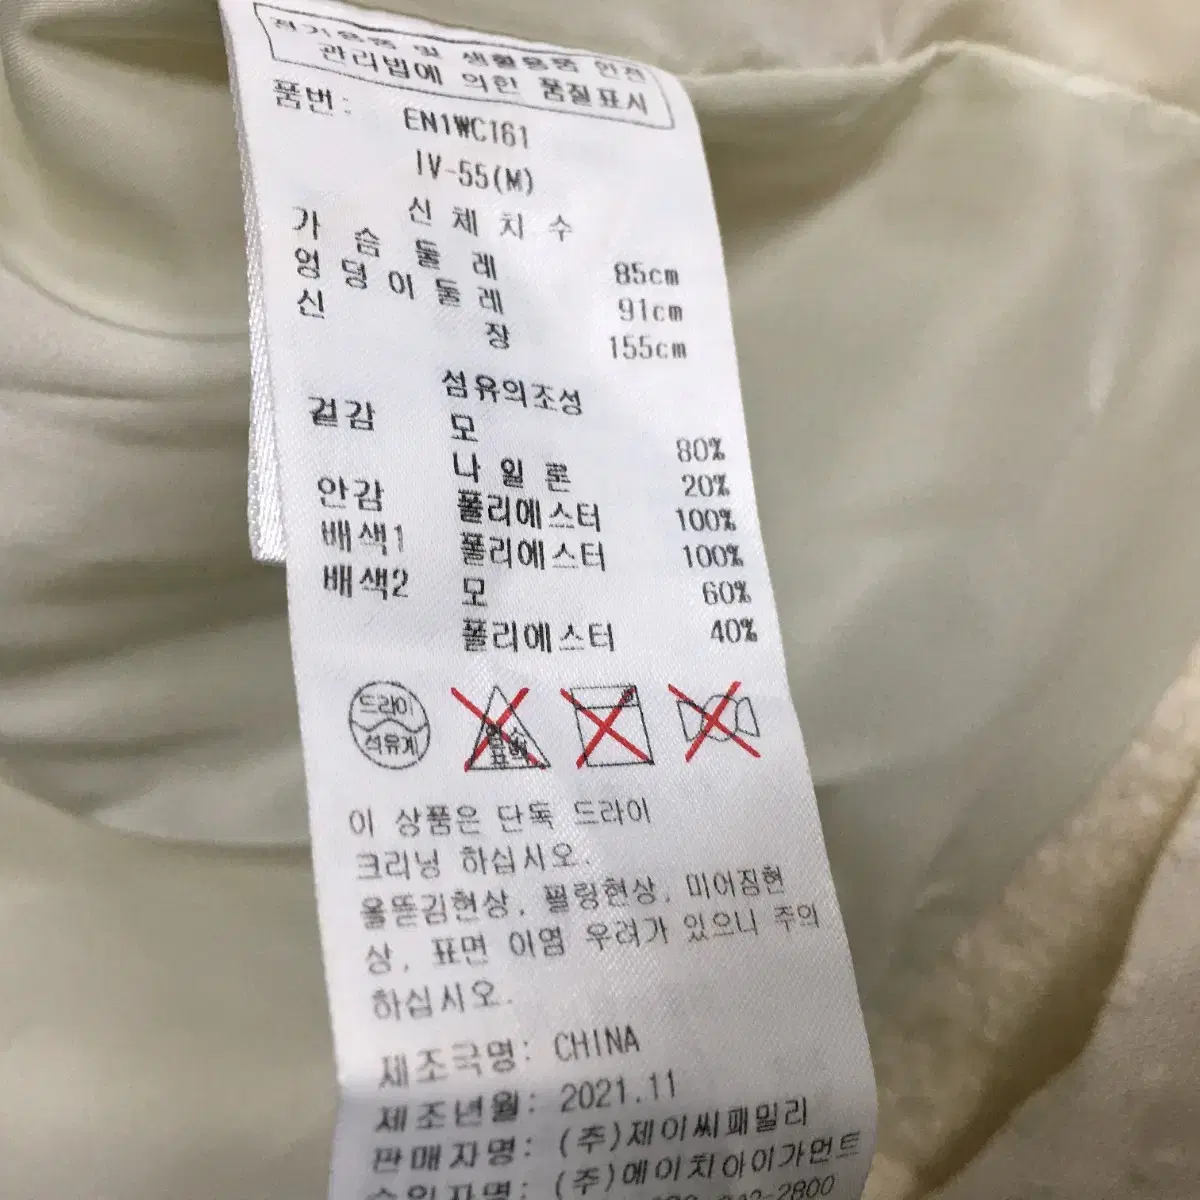 전기용품 및 생활용품 안전
관리법에 의한 품질표시
품번: EN1WC161
IV-55(M)
신체치수
가슴둘레 85cm
엉덩이둘레 91cm
신장 155cm
섬유의조성
겉감 모 80%
나일론 20%
안감 폴리에스터 100%
배색1 폴리에스터 100%
배색2 모 60%
폴리에스터 40%
드라이
석유계
이 상품은 단독 드라이
크리닝 하십시오.
올뜯김현상, 필링현상, 미어짐현
상, 표면 이염 우려가 있으니 주의
하십시오.
제조국명: CHINA
제조년월: 2021.11
판매자명: (주)제이씨패밀리
수입자명: (주)에이치아이가먼트
2800